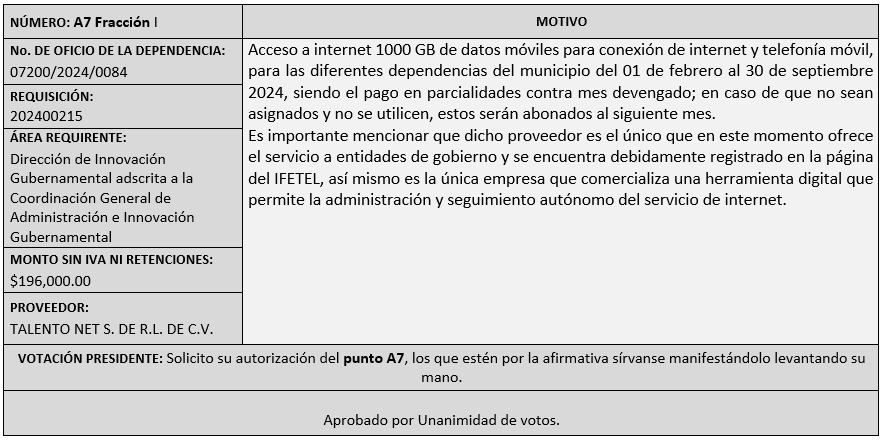 NÚMERO: A7 Fracción I
MOTIVO
No. DE OFICIO DE LA DEPENDENCIA:
07200/2024/0084
REQUISICIÓN:
202400215
ÁREA REQUIRENTE:
Dirección de Innovación
Gubernamental adscrita a la
Coordinación General de
Administración e Innovación
Gubernamental
MONTO SIN IVA NI RETENCIONES:
$196,000.00
PROVEEDOR:
TALENTO NET S. DE R.L. DE C.V.
Acceso a internet 1000 GB de datos móviles para conexión de internet y telefonía móvil,
para las diferentes dependencias del municipio del 01 de febrero al 30 de septiembre
2024, siendo el pago en parcialidades contra mes devengado; en caso de que no sean
asignados y no se utilicen, estos serán abonados al siguiente mes.
Es importante mencionar que dicho proveedor es el único que en este momento ofrece
el servicio a entidades de gobierno y se encuentra debidamente registrado en la página
del IFETEL, así mismo es la única empresa que comercializa una herramienta digital que
permite la administración y seguimiento autónomo del servicio de internet.
VOTACIÓN PRESIDENTE: Solicito su autorización del punto A7, los que estén por la afirmativa sírvanse manifestándolo levantando su
mano.
Aprobado por Unanimidad de votos.